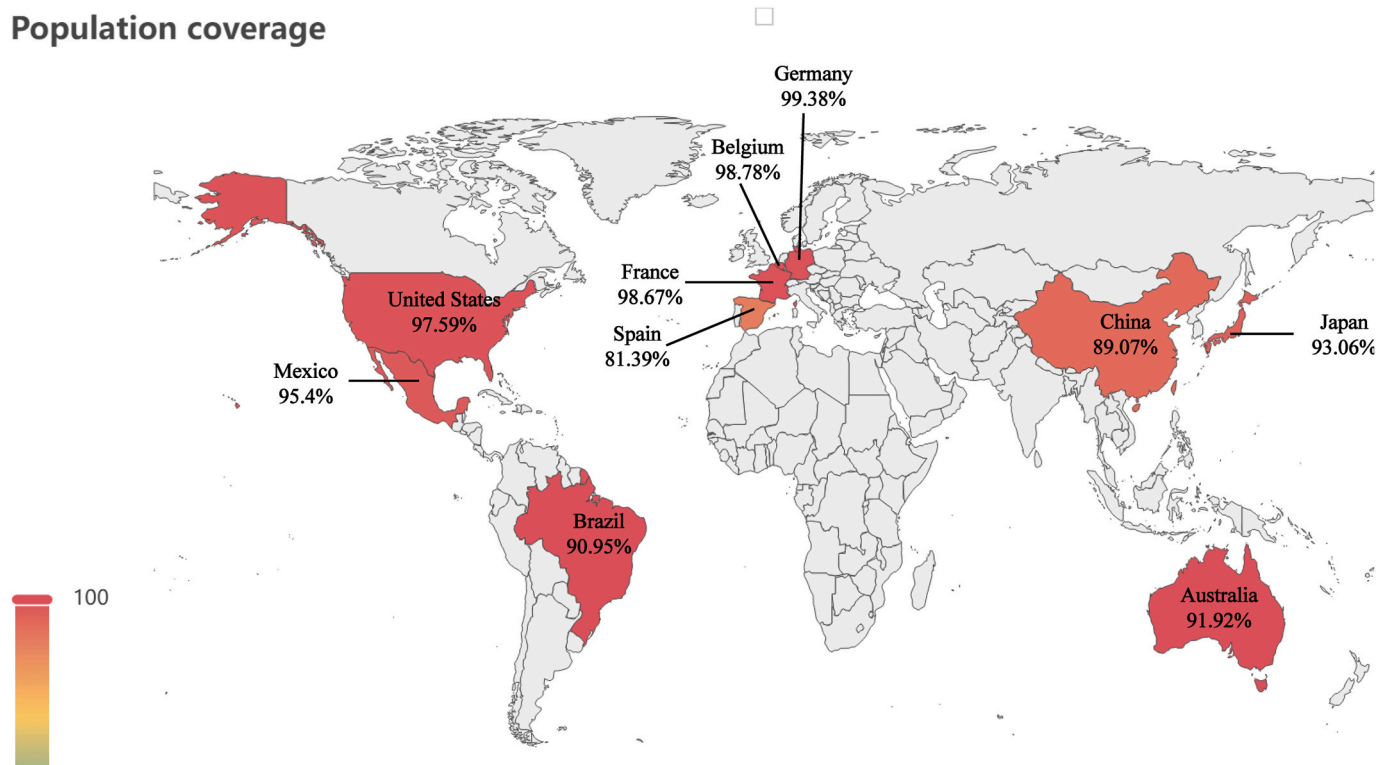 Population coverage
Germany
99.38%
Belgium
98.78%
France
98.67%
United States
97.59%
Spain
81.39%
China
89.07%
Japan
93.06%
Mexico
95.4%
Brazil
90.95%
Australia
91.92%
100